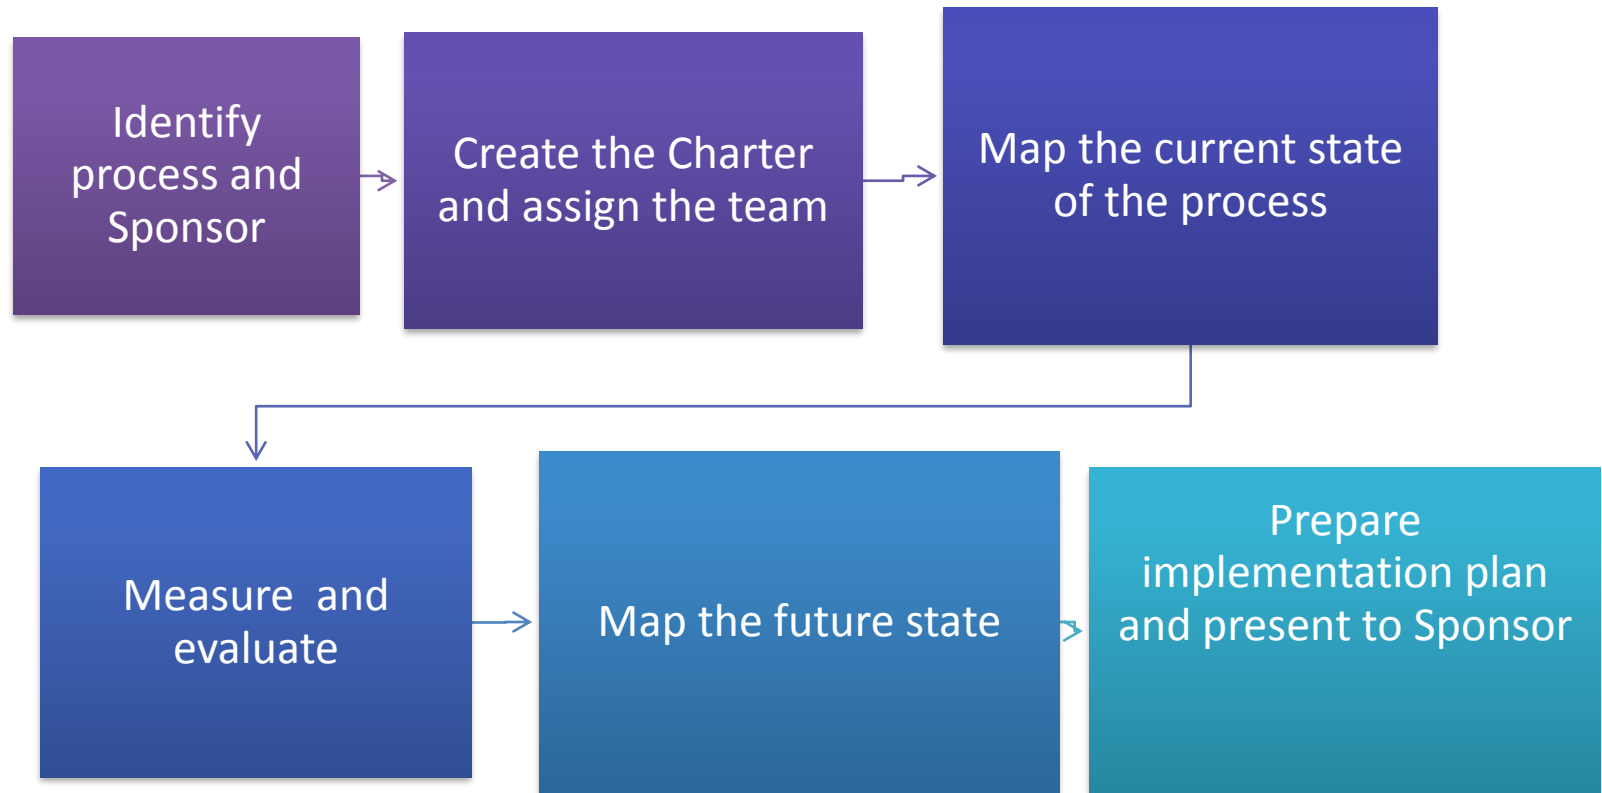 Identify
process and
Sponsor
Create the Charter
and assign the team
Map the current state
of the process
Measure  and
evaluate
Map the future state
Prepare
implementation plan
and present to Sponsor